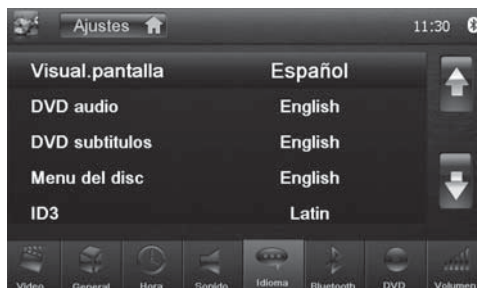 Ajustes 11:30
Visual.pantalla Español
DVD audio English
DVD subtitulos English
Menu del disc English
ID3 Latin
Video General Hora Sonido Idioma Bluetooth DVD Volumen